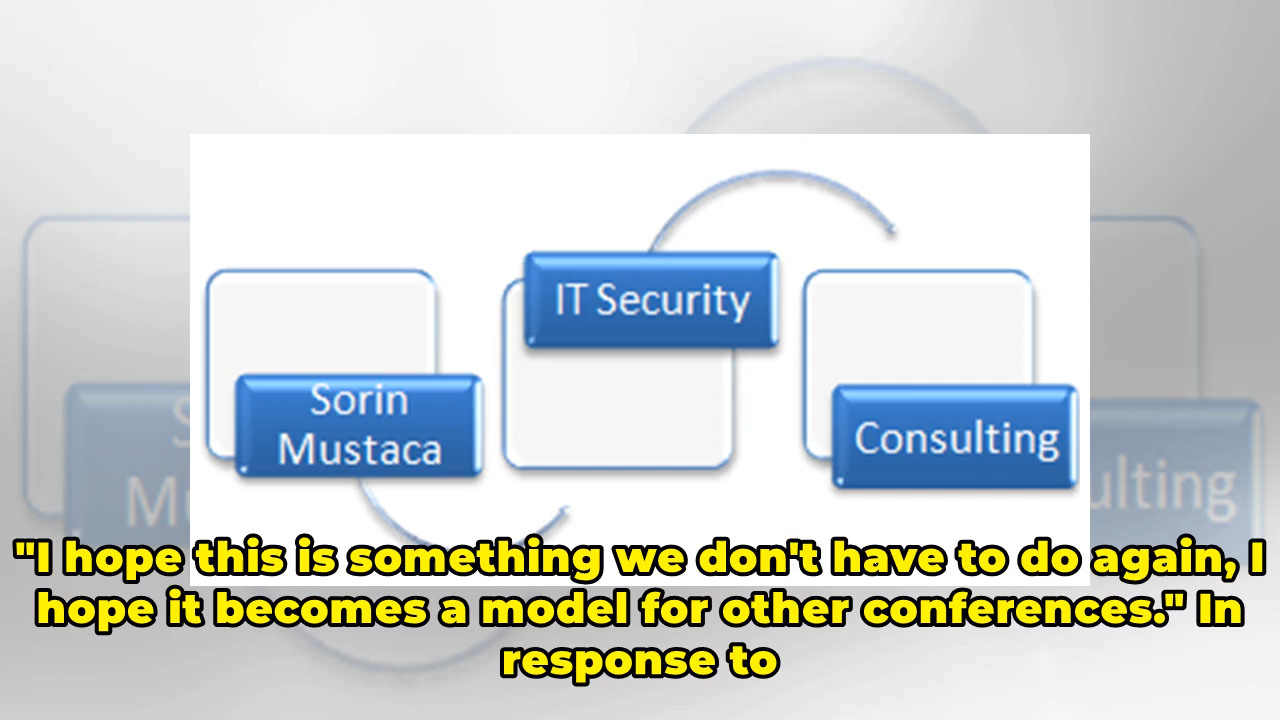 IT Security
Sorin
Mustaca
Consulting
"I hope this is something we don't have to do again, I
hope it becomes a model for other conferences." In
response to